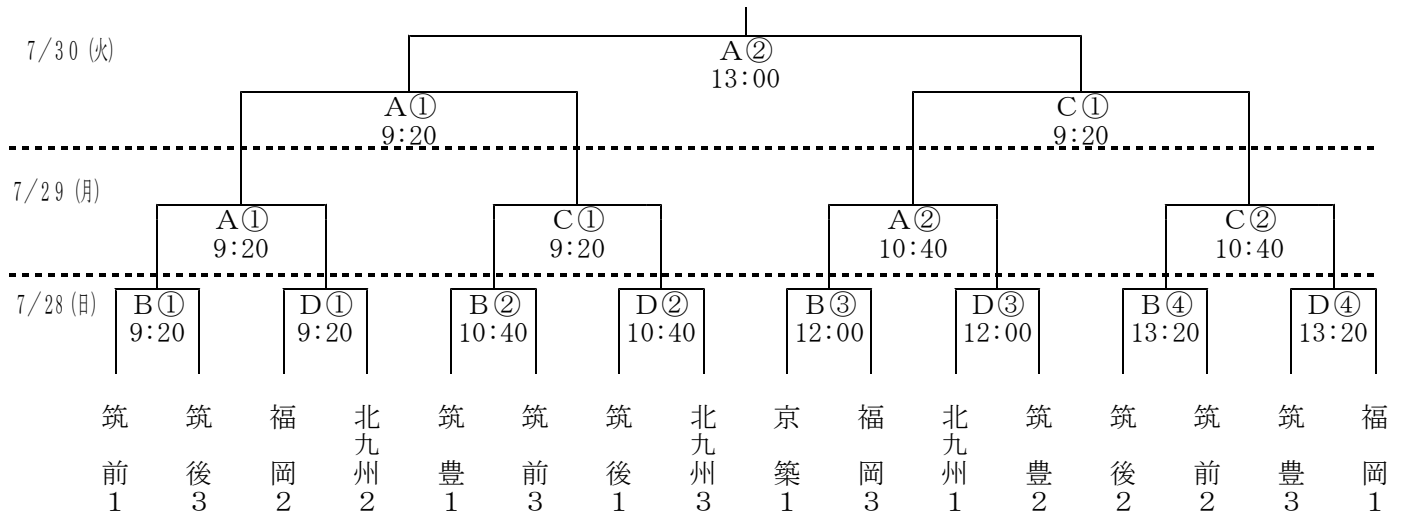 7/30 (火)
A②
13:00
A① C①
9:20 9:20
7/29 (月)
A① C① A② C②
9:20 9:20 10:40 10:40
7/28 (日)
B① D① B② D② B③ D③ B④ D④
9:20 9:20 10:40 10:40 12:00 12:00 13:20 13:20
筑前1
筑後3
福岡2
北九州2
筑豊1
筑前3
筑後1
北九州3
京築1
福岡3
北九州1
筑豊2
筑後2
筑前2
筑豊3
福岡1